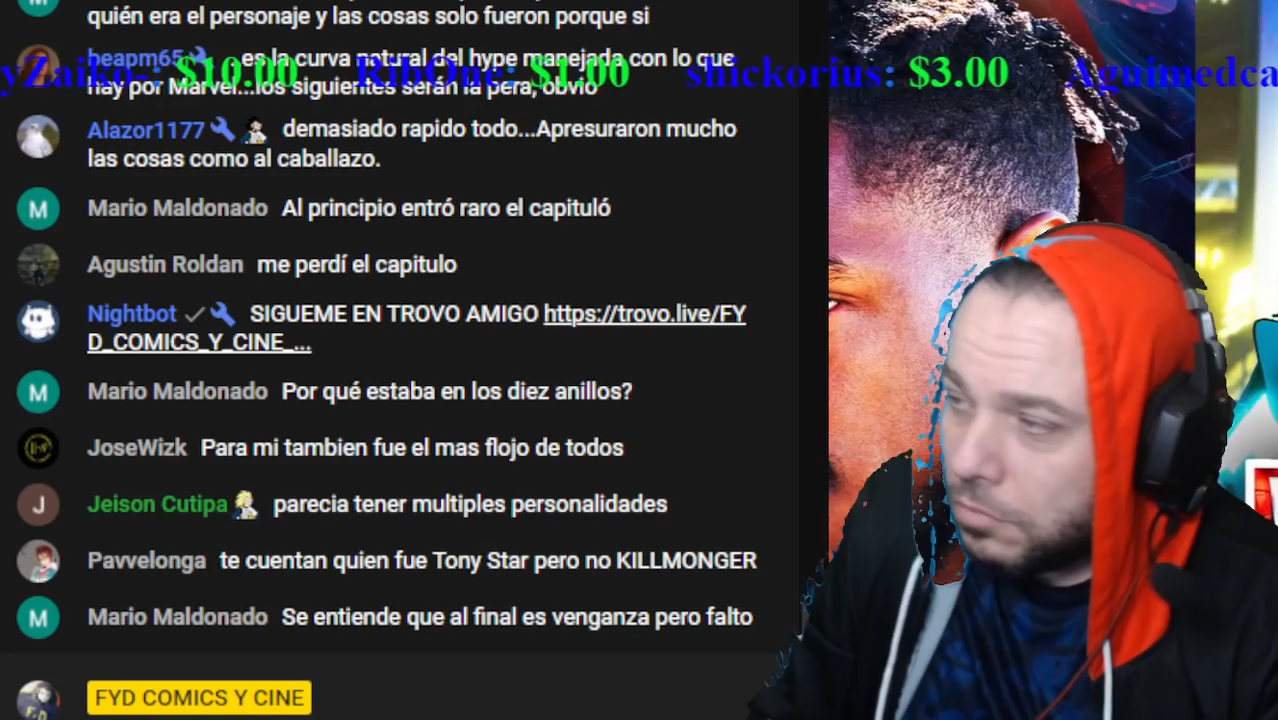 quién era el personaje y las cosas solo fueron porque si
heapm65 es la curva natural del hype manejada con lo que
hay por Marvel...los siguientes serán la pera, obvio
yZaiko-: $10.00 RipOne: $1.00 shickorius: $3.00 Aguimedca
Alazor1177 demasiado rapido todo...Apresuraron mucho
las cosas como al caballazo.
Mario Maldonado Al principio entró raro el capituló
Agustin Roldan me perdí el capitulo
Nightbot SIGUEME EN TROVO AMIGO https://trovo.live/FY
D_COMICS_Y_CINE_...
Mario Maldonado Por qué estaba en los diez anillos?
JoseWizk Para mi tambien fue el mas flojo de todos
Jeison Cutipa parecia tener multiples personalidades
Pavvelonga te cuentan quien fue Tony Star pero no KILLMONGER
Mario Maldonado Se entiende que al final es venganza pero falto
FYD COMICS Y CINE